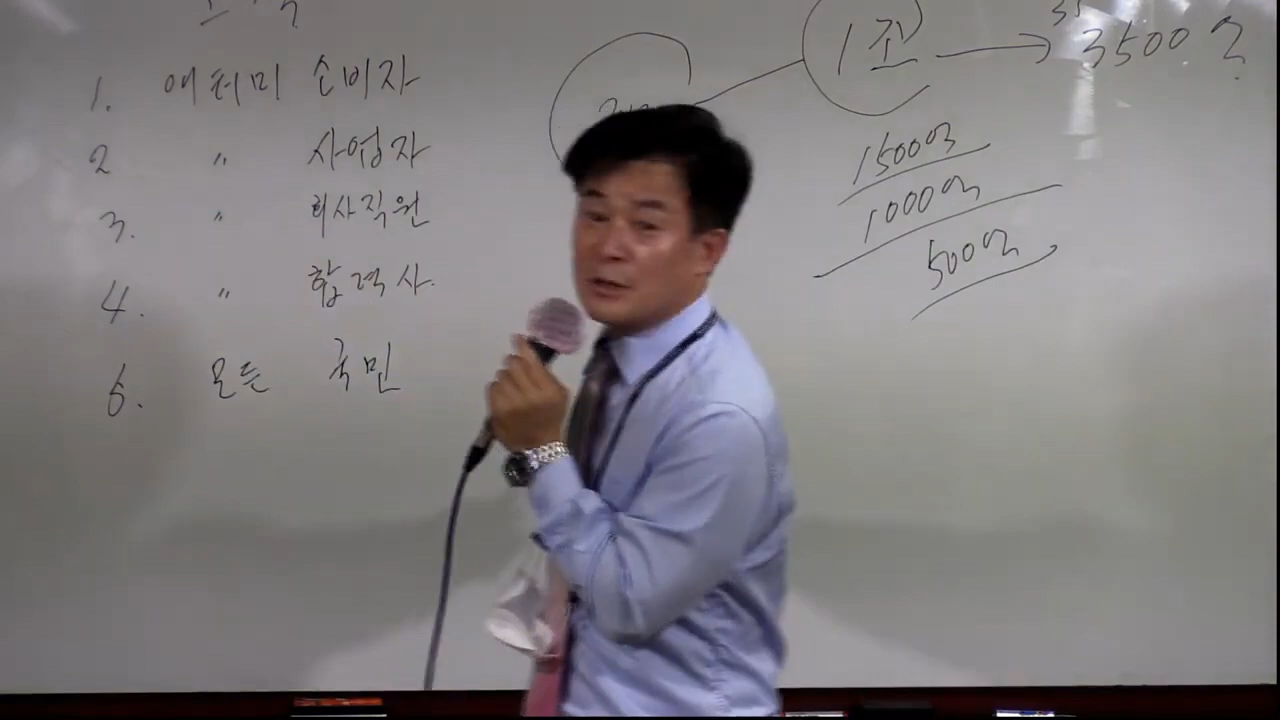 1. 애터미 소비자
2 〃 사업자
3. 〃 회사직원
4. 〃 합력사.
5. 모든 국민
1조 → 3500?
1500억
1000억
500억